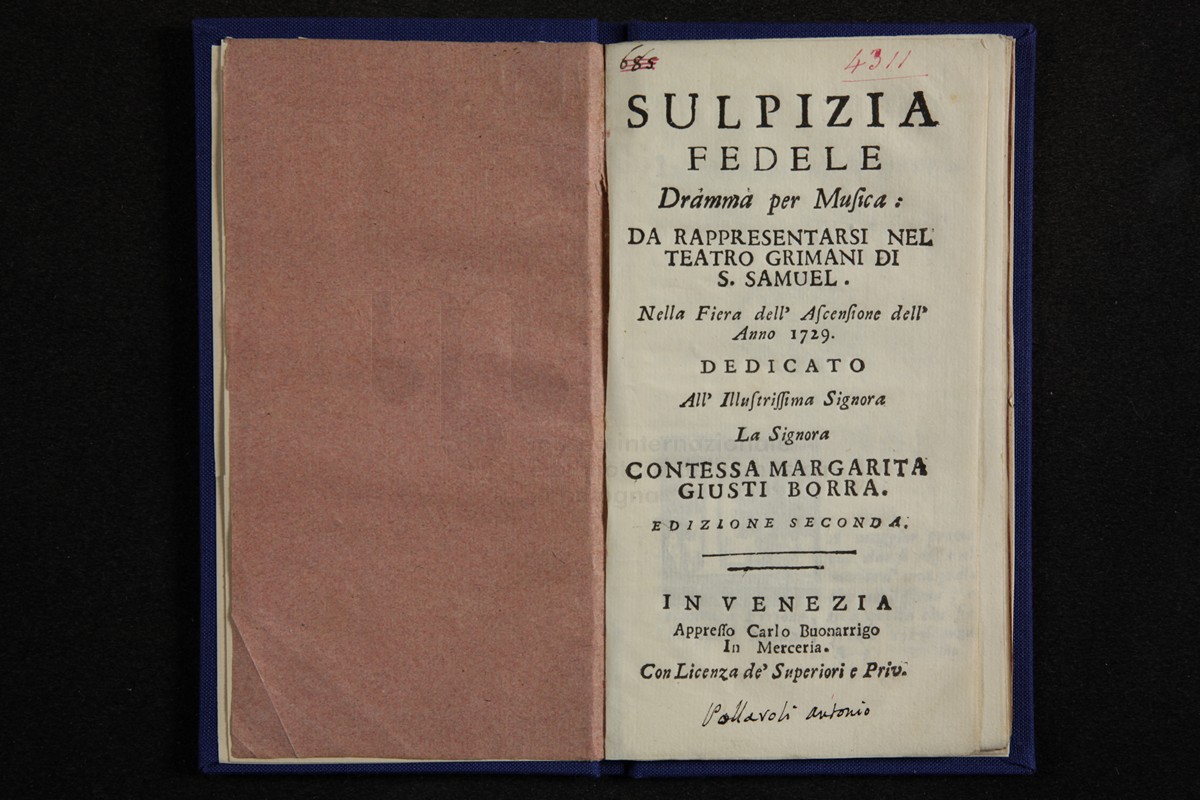 685
4311
SULPIZIA
FEDELE
Drammà per Muſica:
DA RAPPRESENTARSI NEL
TEATRO GRIMANI DI
S. SAMUEL.
Nella Fiera dell' Aſcenſione dell'
Anno 1729.
DEDICATO
All' Illuſtriſſima Signora
La Signora
internazionale
CONTESSA MARGARITA
GIUSTI BORRA.
EDIZIONE SECONDA.
IN VENEZIA
Appreſſo Carlo Buonarrigo
In Merceria.
Con Licenza de' Superiori e Priv.
Pollaroli antonio